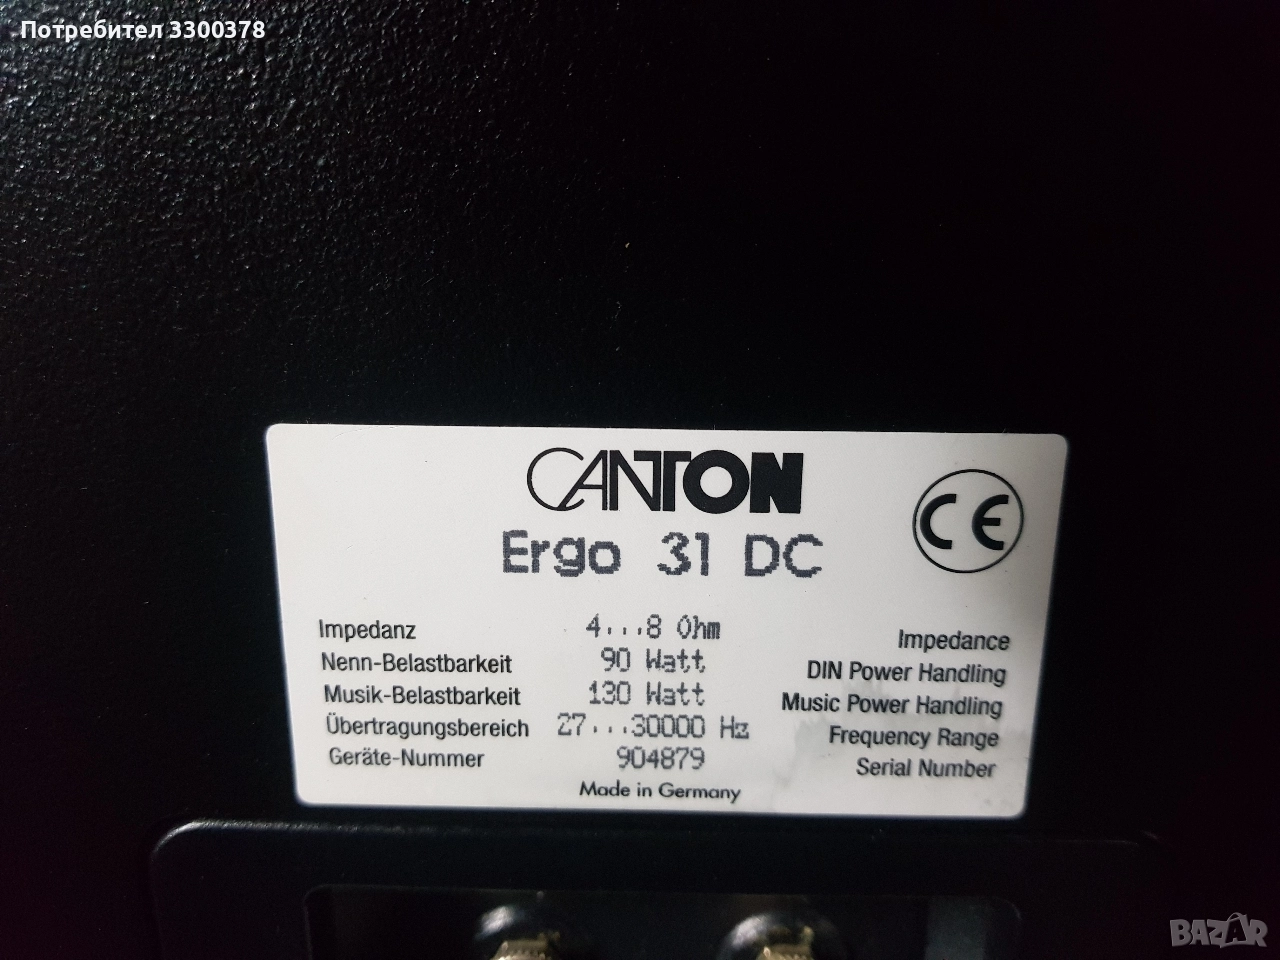 Потребител 3300378
CANTON
CE
Ergo 31 DC
Impedanz 4...8 Ohm Impedance
Nenn-Belastbarkeit 90 Watt DIN Power Handling
Musik-Belastbarkeit 130 Watt Music Power Handling
Übertragungsbereich 27...30000 Hz Frequency Range
Geräte-Nummer 904879 Serial Number
Made in Germany
BAZAR